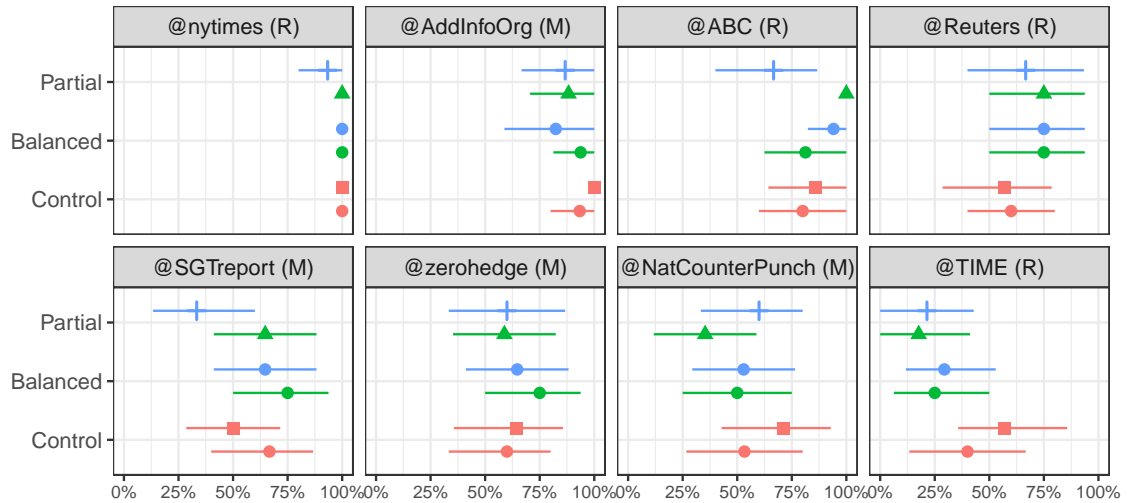 @nytimes (R) @AddInfoOrg (M) @ABC (R) @Reuters (R)
Partial
Balanced
Control
@SGTreport (M) @zerohedge (M) @NatCounterPunch (M) @TIME (R)
Partial
Balanced
Control
0% 25% 50% 75% 100% 0% 25% 50% 75% 100% 0% 25% 50% 75% 100% 0% 25% 50% 75% 100%